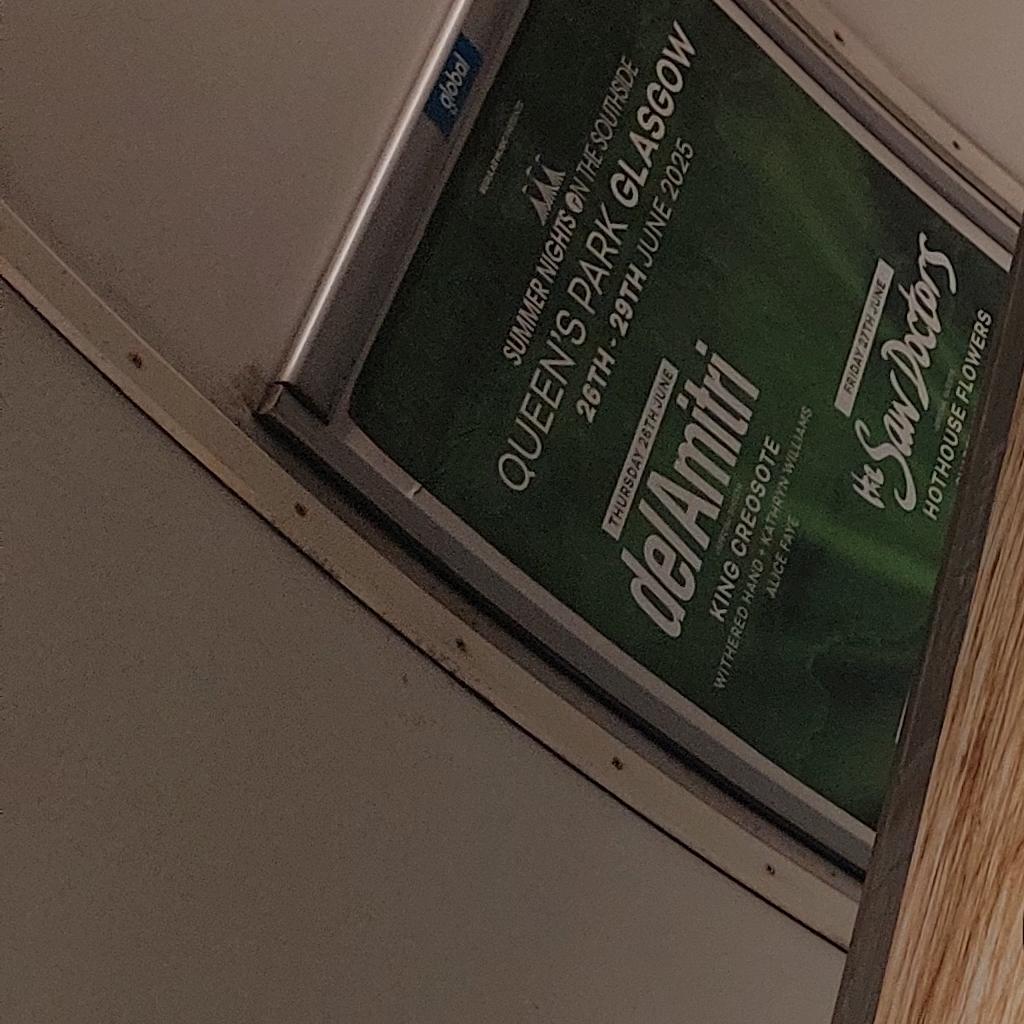 global
SUMMER NIGHTS ON THE SOUTHSIDE
QUEEN'S PARK GLASGOW
26TH - 29TH JUNE 2025
THURSDAY 26TH JUNE
del Amitri
KING CREOSOTE
WITHERED HAND + KATHRYN WILLIAMS
ALICE FAYE
FRIDAY 27TH JUNE
the Saw Doctors
HOTHOUSE FLOWERS